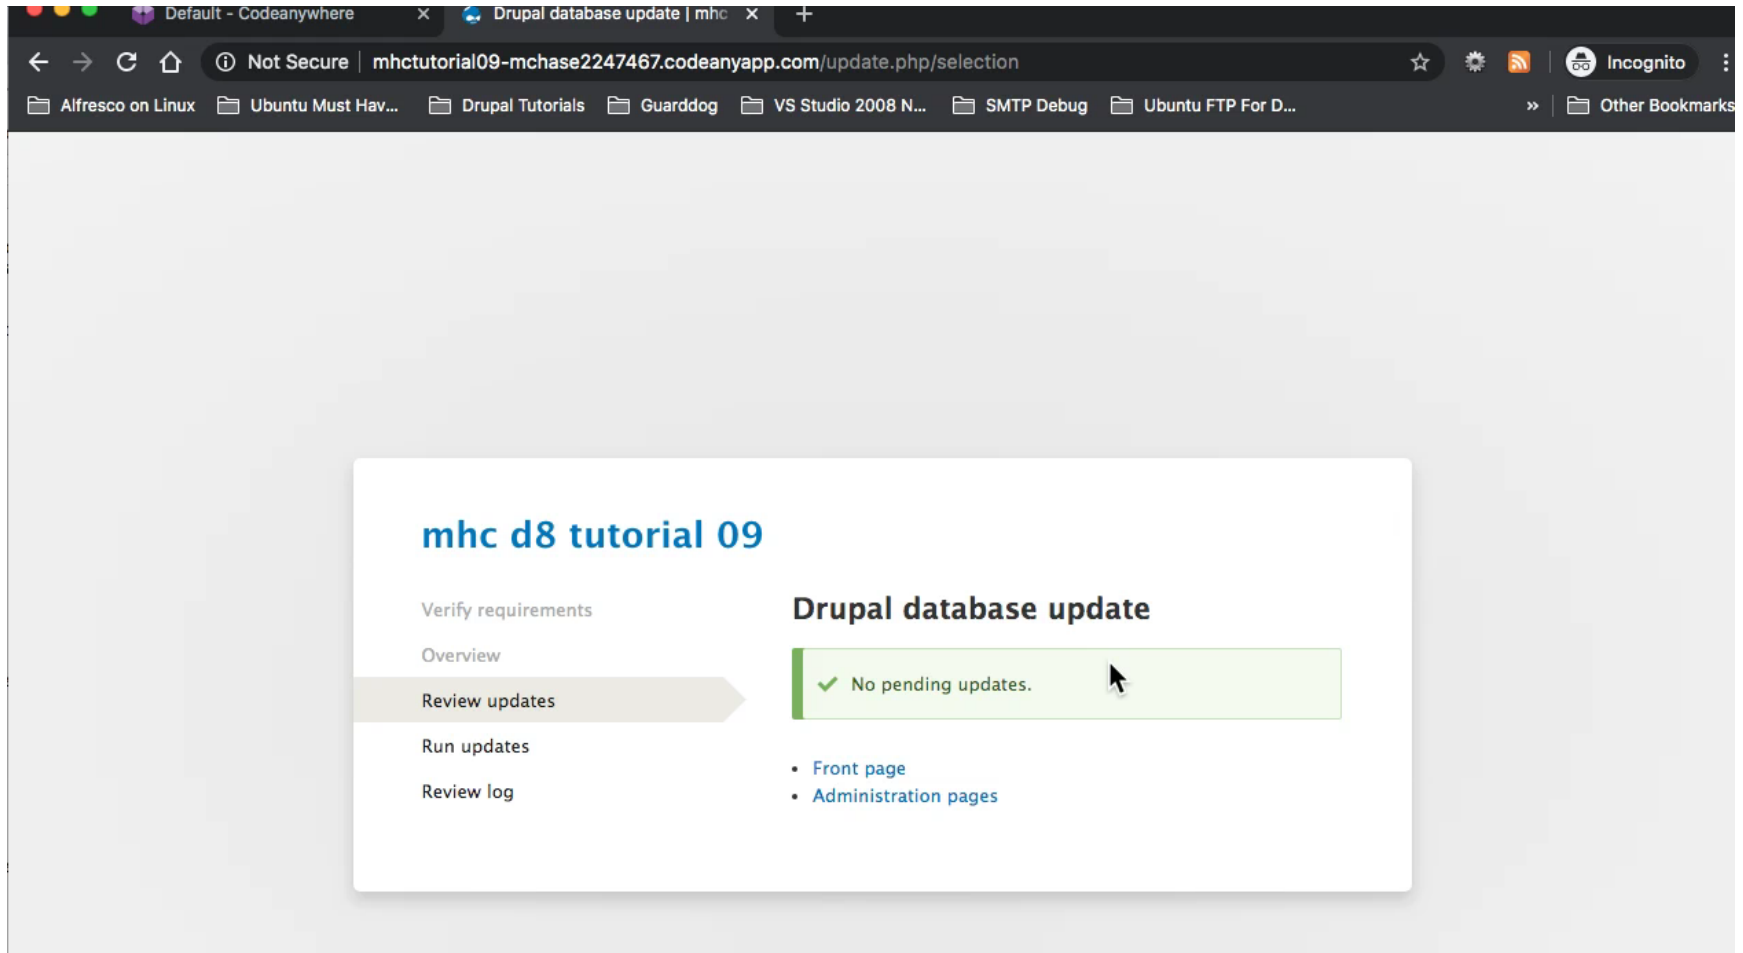 Default - Codeanywhere
Drupal database update | mhc
Not Secure mhctutorial09-mchase2247467.codeanyapp.com/update.php/selection
Incognito
Alfresco on Linux Ubuntu Must Hav... Drupal Tutorials Guarddog VS Studio 2008 N... SMTP Debug Ubuntu FTP For D... » Other Bookmarks
mhc d8 tutorial 09
Verify requirements
Overview
Review updates
Run updates
Review log
Drupal database update
No pending updates.
Front page
Administration pages